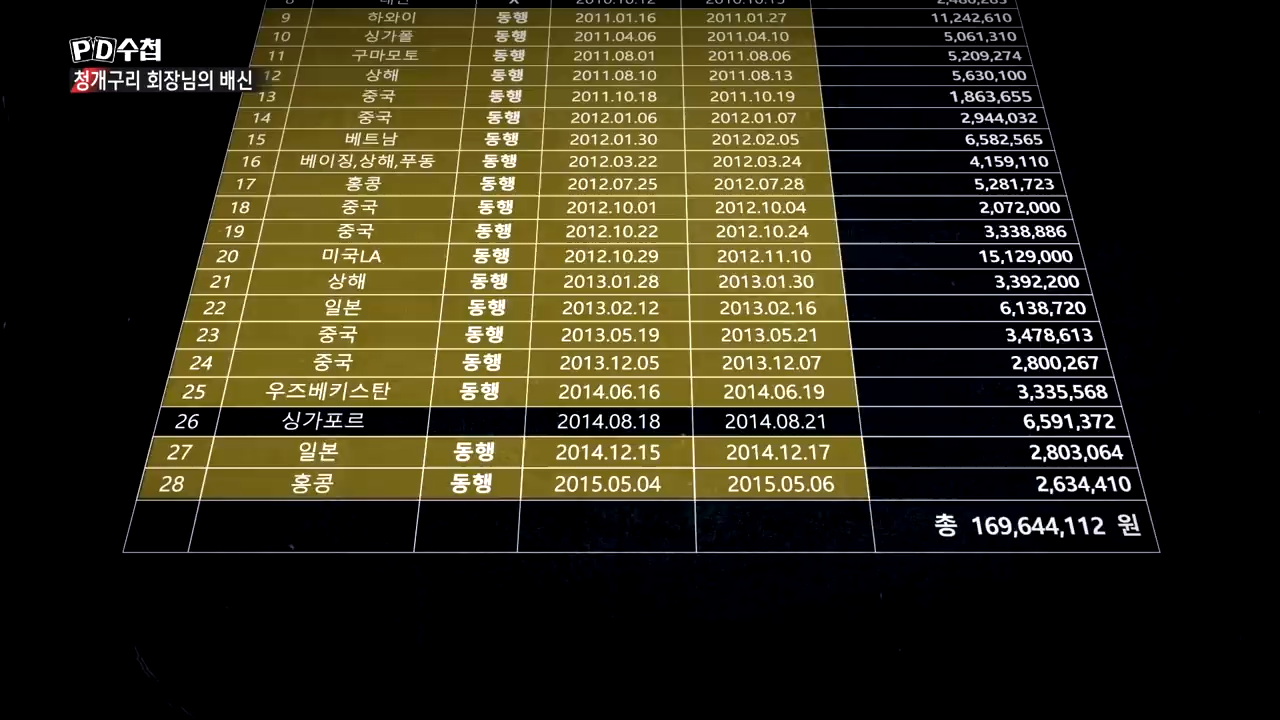 9 하와이 동행 2011.01.16 2011.01.27 11,242,610
10 싱가폴 동행 2011.04.06 2011.04.10 5,061,310
PD수첩
11 구마모토 동행 2011.08.01 2011.08.06 5,209,274
청개구리 회장님의 배신
12 상해 동행 2011.08.10 2011.08.13 5,630,100
13 중국 동행 2011.10.18 2011.10.19 1,863,655
14 중국 동행 2012.01.06 2012.01.07 2,944,032
15 베트남 동행 2012.01.30 2012.02.05 6,582,565
16 베이징,상해,푸동 동행 2012.03.22 2012.03.24 4,159,110
17 홍콩 동행 2012.07.25 2012.07.28 5,281,723
18 중국 동행 2012.10.01 2012.10.04 2,072,000
19 중국 동행 2012.10.22 2012.10.24 3,338,886
20 미국LA 동행 2012.10.29 2012.11.10 15,129,000
21 상해 동행 2013.01.28 2013.01.30 3,392,200
22 일본 동행 2013.02.12 2013.02.16 6,138,720
23 중국 동행 2013.05.19 2013.05.21 3,478,613
24 중국 동행 2013.12.05 2013.12.07 2,800,267
25 우즈베키스탄 동행 2014.06.16 2014.06.19 3,335,568
26 싱가포르 2014.08.18 2014.08.21 6,591,372
27 일본 동행 2014.12.15 2014.12.17 2,803,064
28 홍콩 동행 2015.05.04 2015.05.06 2,634,410
총 169,644,112 원